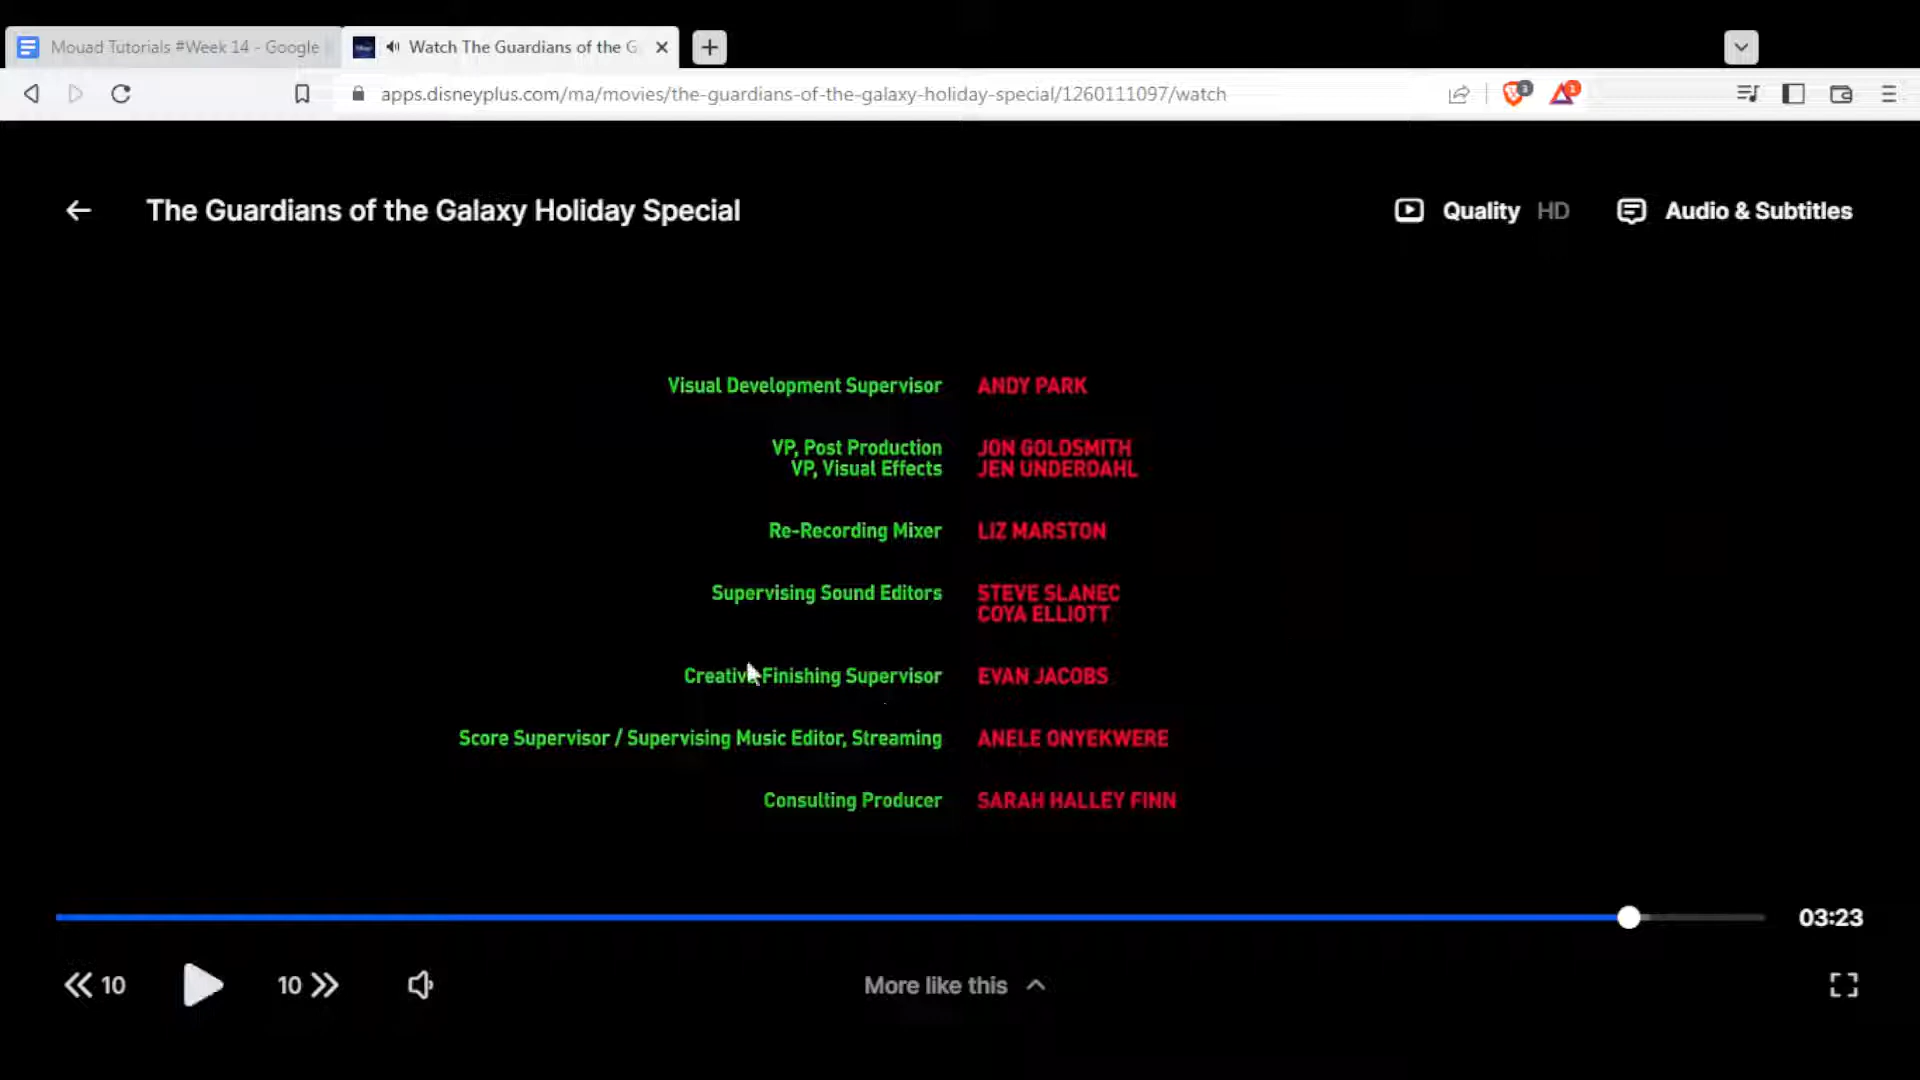 Mouad Tutorials #Week 14 - Google
Watch The Guardians of the G
apps.disneyplus.com/ma/movies/the-guardians-of-the-galaxy-holiday-special/1260111097/watch
3
1
The Guardians of the Galaxy Holiday Special
Quality HD
Audio & Subtitles
Visual Development Supervisor ANDY PARK
VP, Post Production JON GOLDSMITH
VP, Visual Effects JEN UNDERDAHL
Re-Recording Mixer LIZ MARSTON
Supervising Sound Editors STEVE SLANEC
COYA ELLIOTT
Creative Finishing Supervisor EVAN JACOBS
Score Supervisor / Supervising Music Editor, Streaming ANELE ONYEKWERE
Consulting Producer SARAH HALLEY FINN
03:23
10
10
More like this